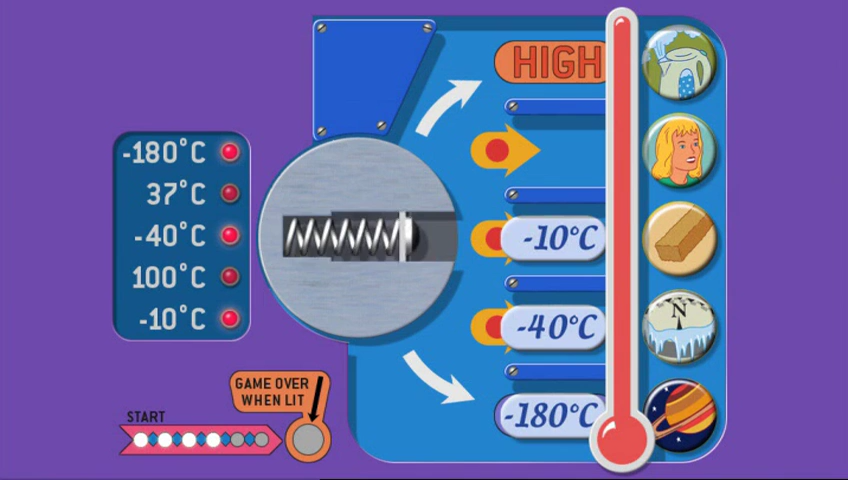 HIGH
-180°C
37°C
-40°C
100°C
-10°C
-10°C
-40°C
-180°C
N
GAME OVER
WHEN LIT
START